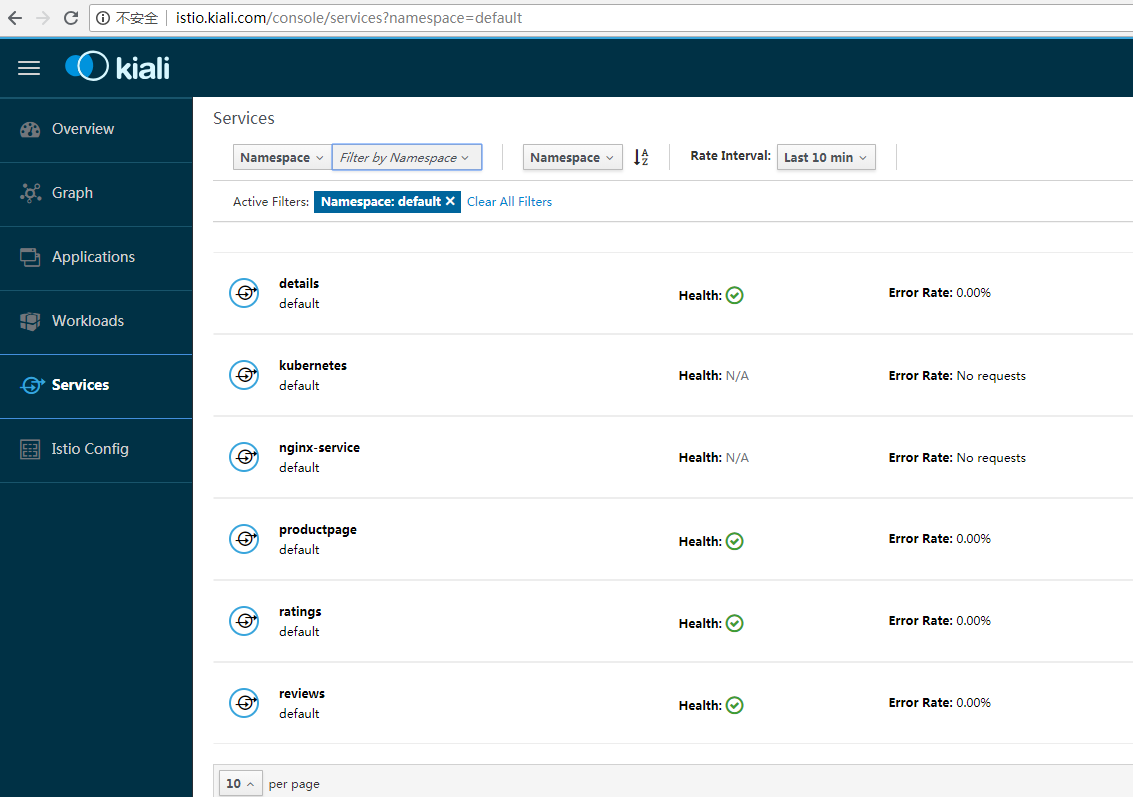 不安全 istio.kiali.com/console/services?namespace=default
kiali
Overview
Graph
Applications
Workloads
Services
Istio Config
Services
Namespace Filter by Namespace Namespace A Z Rate Interval: Last 10 min
Active Filters: Namespace: default ✕ Clear All Filters
details
default
Health:
Error Rate: 0.00%
kubernetes
default
Health: N/A
Error Rate: No requests
nginx-service
default
Health: N/A
Error Rate: No requests
productpage
default
Health:
Error Rate: 0.00%
ratings
default
Health:
Error Rate: 0.00%
reviews
default
Health:
Error Rate: 0.00%
10 per page